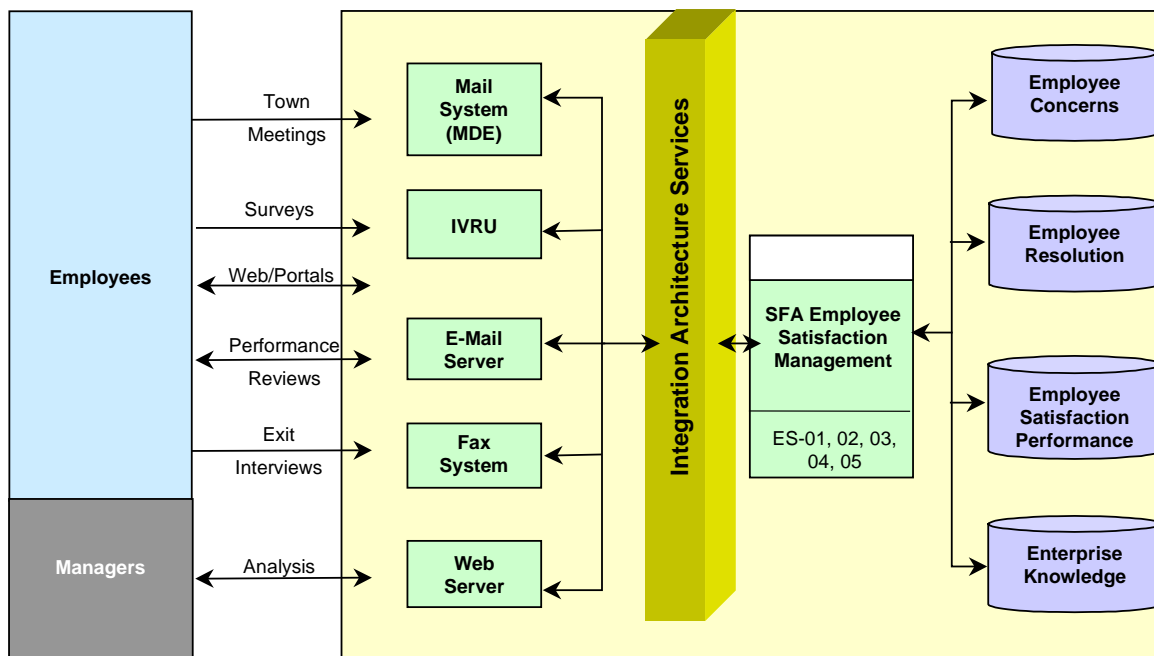 Employees
Managers
Town
Meetings
Surveys
Web/Portals
Performance
Reviews
Exit
Interviews
Analysis
Mail
System
(MDE)
IVRU
E-Mail
Server
Fax
System
Web
Server
Integration Architecture Services
SFA Employee
Satisfaction
Management
ES-01, 02, 03,
04, 05
Employee
Concerns
Employee
Resolution
Employee
Satisfaction
Performance
Enterprise
Knowledge